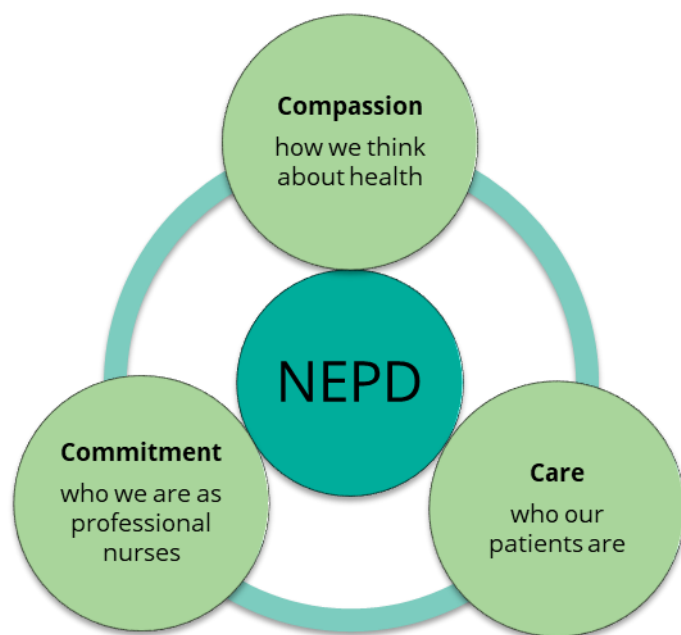 Compassion
how we think
about health
NEPD
Commitment
who we are as
professional
nurses
Care
who our
patients are